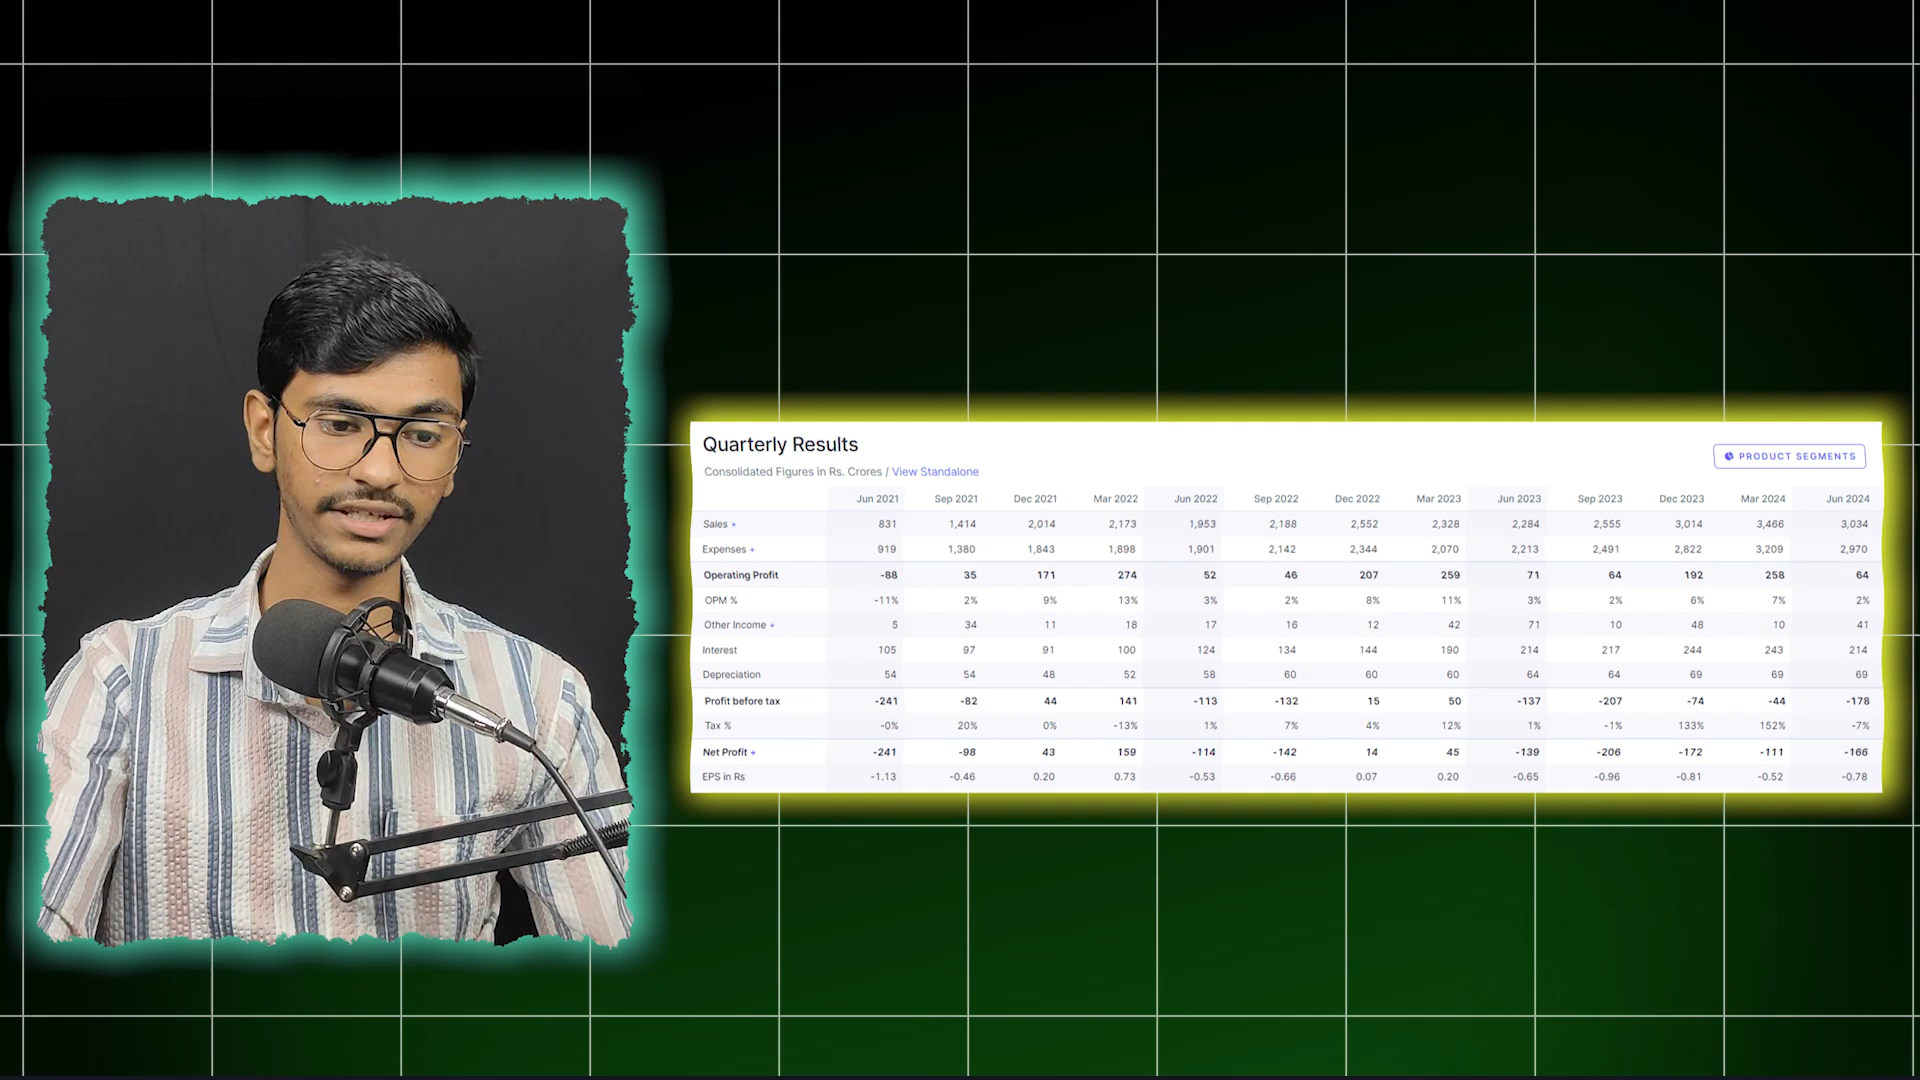 Quarterly Results
PRODUCT SEGMENTS
Consolidated Figures in Rs. Crores / View Standalone
Jun 2021 Sep 2021 Dec 2021 Mar 2022 Jun 2022 Sep 2022 Dec 2022 Mar 2023 Jun 2023 Sep 2023 Dec 2023 Mar 2024 Jun 2024
Sales + 831 1,414 2,014 2,173 1,953 2,188 2,552 2,328 2,284 2,555 3,014 3,466 3,034
Expenses + 919 1,380 1,843 1,898 1,901 2,142 2,344 2,070 2,213 2,491 2,822 3,209 2,970
Operating Profit -88 35 171 274 52 46 207 259 71 64 192 258 64
OPM % -11% 2% 9% 13% 3% 2% 8% 11% 3% 2% 6% 7% 2%
Other Income + 5 34 11 18 17 16 12 42 71 10 48 10 41
Interest 105 97 91 100 124 134 144 190 214 217 244 243 214
Depreciation 54 54 48 52 58 60 60 60 64 64 69 69 69
Profit before tax -241 -82 44 141 -113 -132 15 50 -137 -207 -74 -44 -178
Tax % -0% 20% 0% -13% 1% 7% 4% 12% 1% -1% 133% 152% -7%
Net Profit + -241 -98 43 159 -114 -142 14 45 -139 -206 -172 -111 -166
EPS in Rs -1.13 -0.46 0.20 0.73 -0.53 -0.66 0.07 0.20 -0.65 -0.96 -0.81 -0.52 -0.78